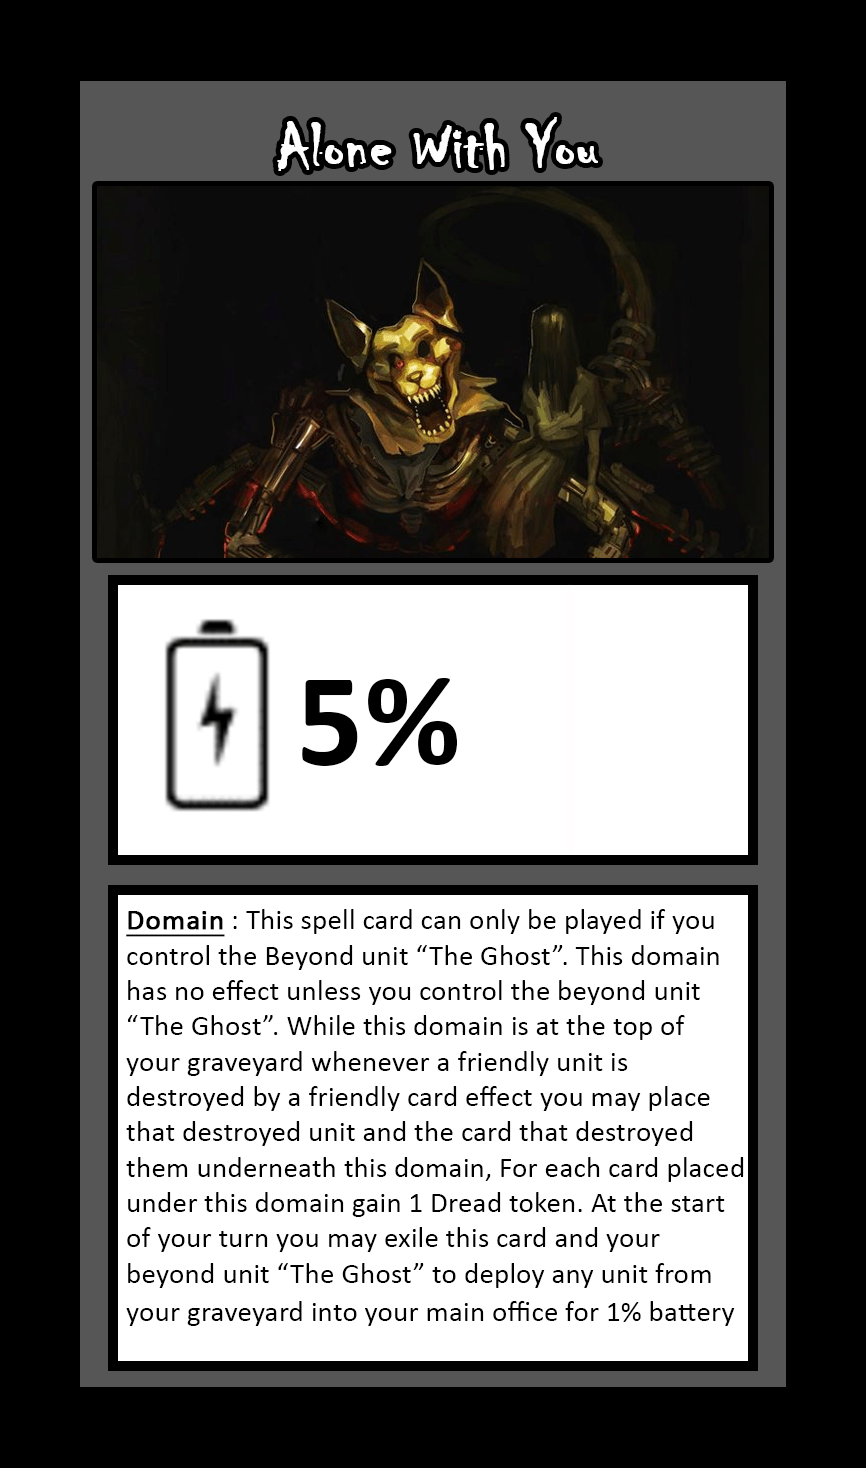 Alone With You
5%
Domain : This spell card can only be played if you
control the Beyond unit “The Ghost”. This domain
has no effect unless you control the beyond unit
“The Ghost”. While this domain is at the top of
your graveyard whenever a friendly unit is
destroyed by a friendly card effect you may place
that destroyed unit and the card that destroyed
them underneath this domain, For each card placed
under this domain gain 1 Dread token. At the start
of your turn you may exile this card and your
beyond unit “The Ghost” to deploy any unit from
your graveyard into your main office for 1% battery